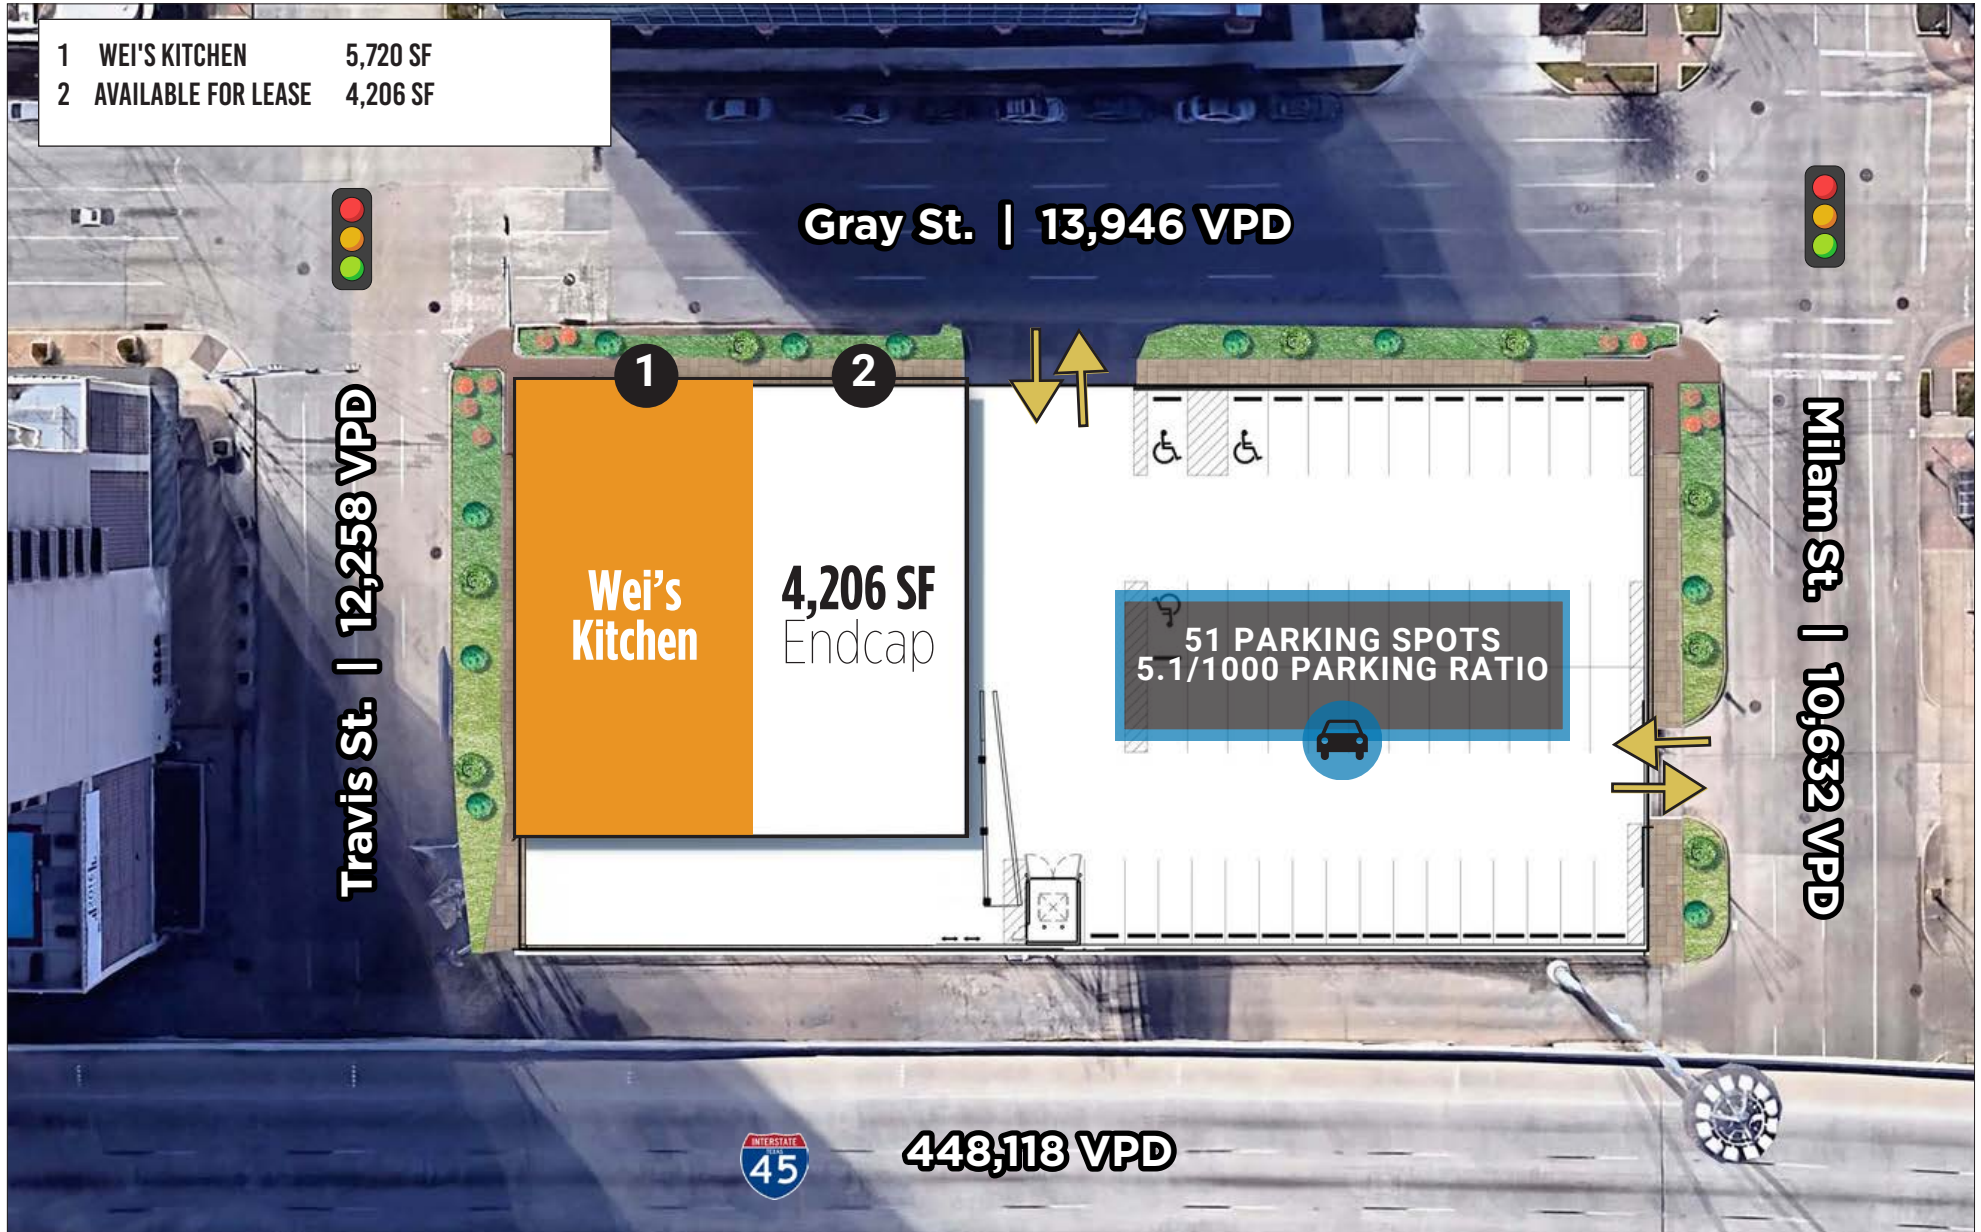 1 WEI'S KITCHEN 5,720 SF
2 AVAILABLE FOR LEASE 4,206 SF
Gray St. | 13,946 VPD
1
2
Travis St. | 12,258 VPD
Wei's
Kitchen
4,206 SF
Endcap
51 PARKING SPOTS
5.1/1000 PARKING RATIO
Milam St. | 10,632 VPD
INTERSTATE
TEXAS
45
448,118 VPD